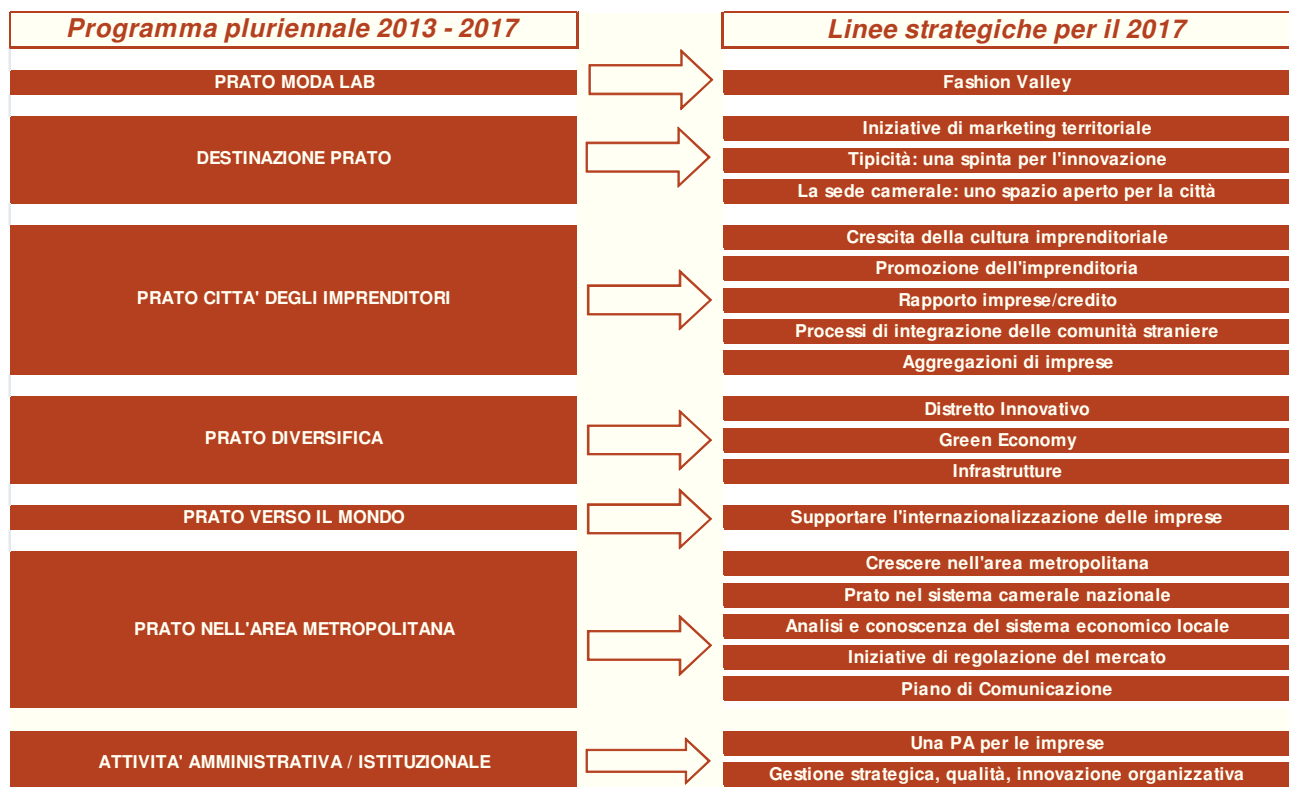 Programma pluriennale 2013 - 2017
Linee strategiche per il 2017
PRATO MODA LAB
Fashion Valley
DESTINAZIONE PRATO
Iniziative di marketing territoriale
Tipicità: una spinta per l'innovazione
La sede camerale: uno spazio aperto per la città
PRATO CITTA' DEGLI IMPRENDITORI
Crescita della cultura imprenditoriale
Promozione dell'imprenditoria
Rapporto imprese/credito
Processi di integrazione delle comunità straniere
Aggregazioni di imprese
PRATO DIVERSIFICA
Distretto Innovativo
Green Economy
Infrastrutture
PRATO VERSO IL MONDO
Supportare l'internazionalizzazione delle imprese
PRATO NELL'AREA METROPOLITANA
Crescere nell'area metropolitana
Prato nel sistema camerale nazionale
Analisi e conoscenza del sistema economico locale
Iniziative di regolazione del mercato
Piano di Comunicazione
ATTIVITA' AMMINISTRATIVA / ISTITUZIONALE
Una PA per le imprese
Gestione strategica, qualità, innovazione organizzativa